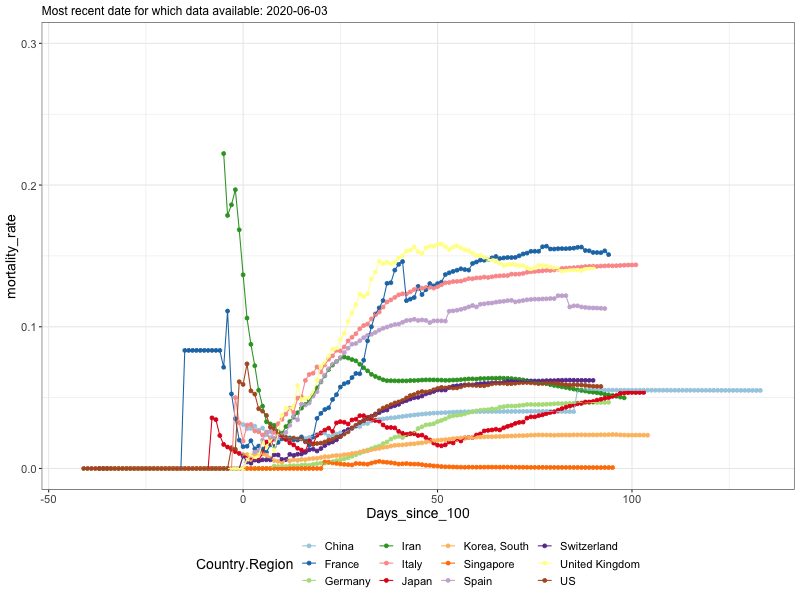 Most recent date for which data available: 2020-06-03
0.3
0.2
0.1
0.0
mortality_rate
-50 0 50 100
Days_since_100
Country.Region
China Iran Korea, South Switzerland
France Italy Singapore United Kingdom
Germany Japan Spain US